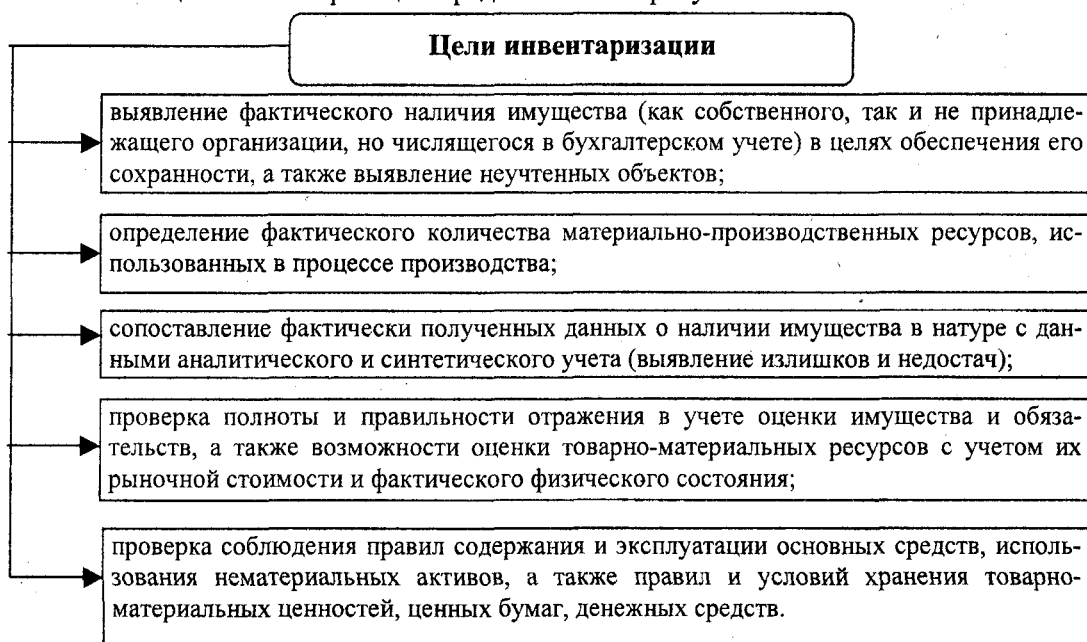 Цели инвентаризации
выявление фактического наличия имущества (как собственного, так и не принадле-
жащего организации, но числящегося в бухгалтерском учете) в целях обеспечения его
сохранности, а также выявление неучтенных объектов;
определение фактического количества материально-производственных ресурсов, ис-
пользованных в процессе производства;
сопоставление фактически полученных данных о наличии имущества в натуре с дан-
ными аналитического и синтетического учета (выявление излишков и недостач);
проверка полноты и правильности отражения в учете оценки имущества и обяза-
тельств, а также возможности оценки товарно-материальных ресурсов с учетом их
рыночной стоимости и фактического физического состояния;
проверка соблюдения правил содержания и эксплуатации основных средств, исполь-
зования нематериальных активов, а также правил и условий хранения товарно-
материальных ценностей, ценных бумаг, денежных средств.